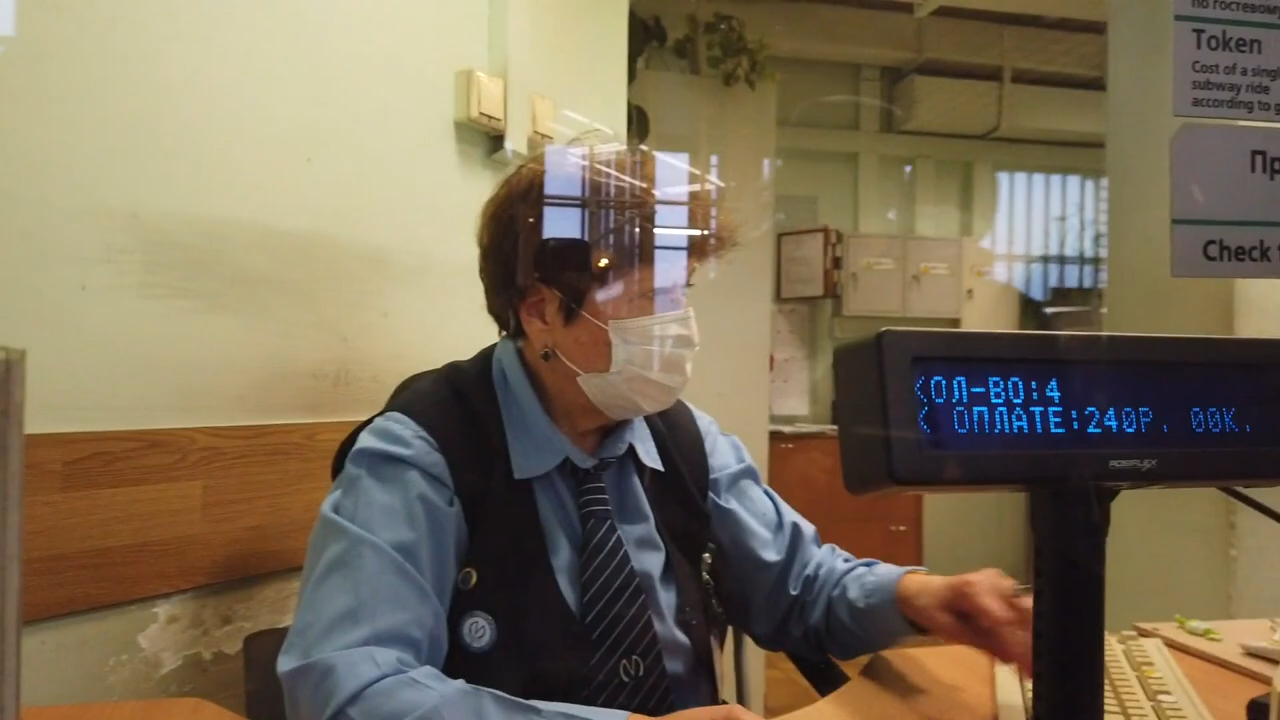 по гостевому
Token
Cost of a singl
subway ride
according to
Пр
Check
КОЛ-ВО:4
К ОПЛАТЕ:240Р. 00К.
POSIFLEX